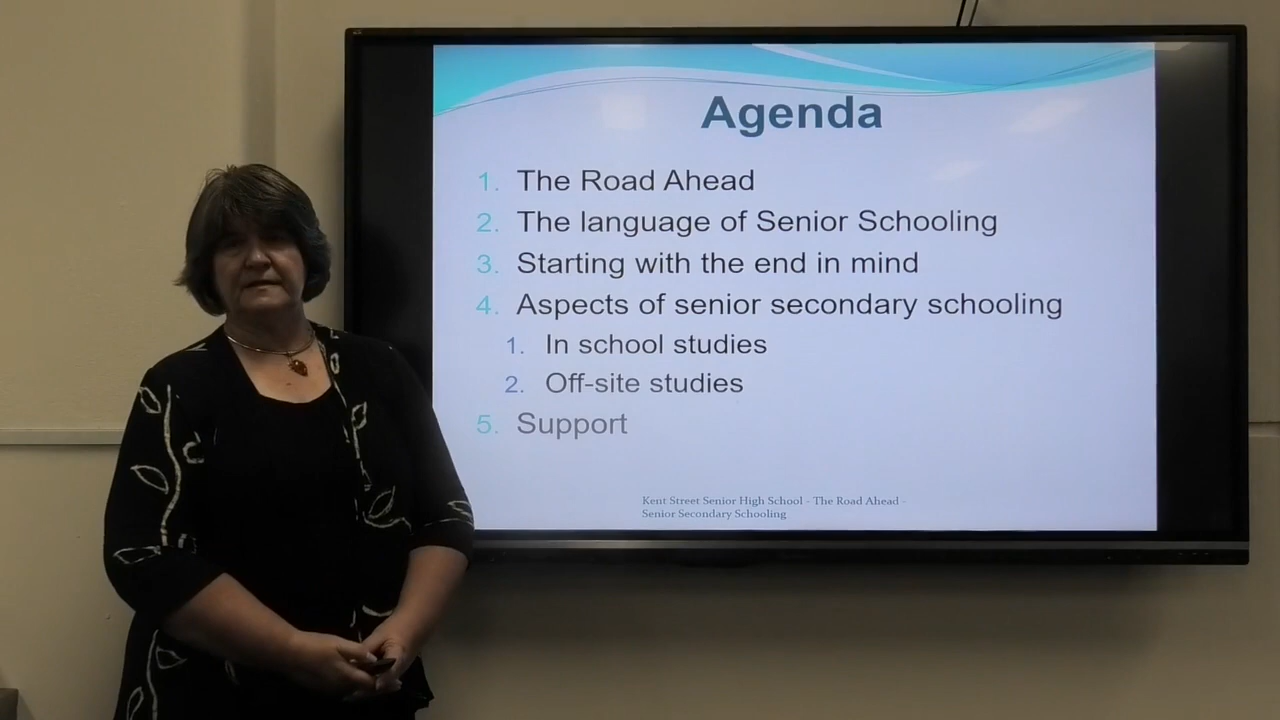 Agenda
1. The Road Ahead
2. The language of Senior Schooling
3. Starting with the end in mind
4. Aspects of senior secondary schooling
1. In school studies
2. Off-site studies
5. Support
Kent Street Senior High School - The Road Ahead -
Senior Secondary Schooling